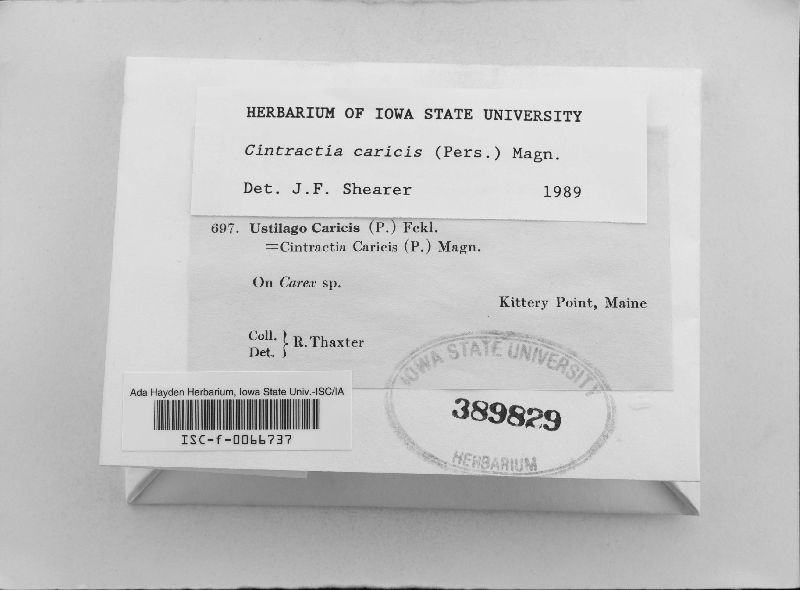 HERBARIUM OF IOWA STATE UNIVERSITY
Cintractia caricis (Pers.) Magn.
Det. J.F. Shearer 1989
697. Ustilago Caricis (P.) Fckl.
=Cintractia Caricis (P.) Magn.
On Carex sp.
Kittery Point, Maine
Coll. } R. Thaxter
Det.
IOWA STATE UNIVERSITY
389829
HERBARIUM
Ada Hayden Herbarium, Iowa State Univ.-ISC/IA
ISC-f-0066737